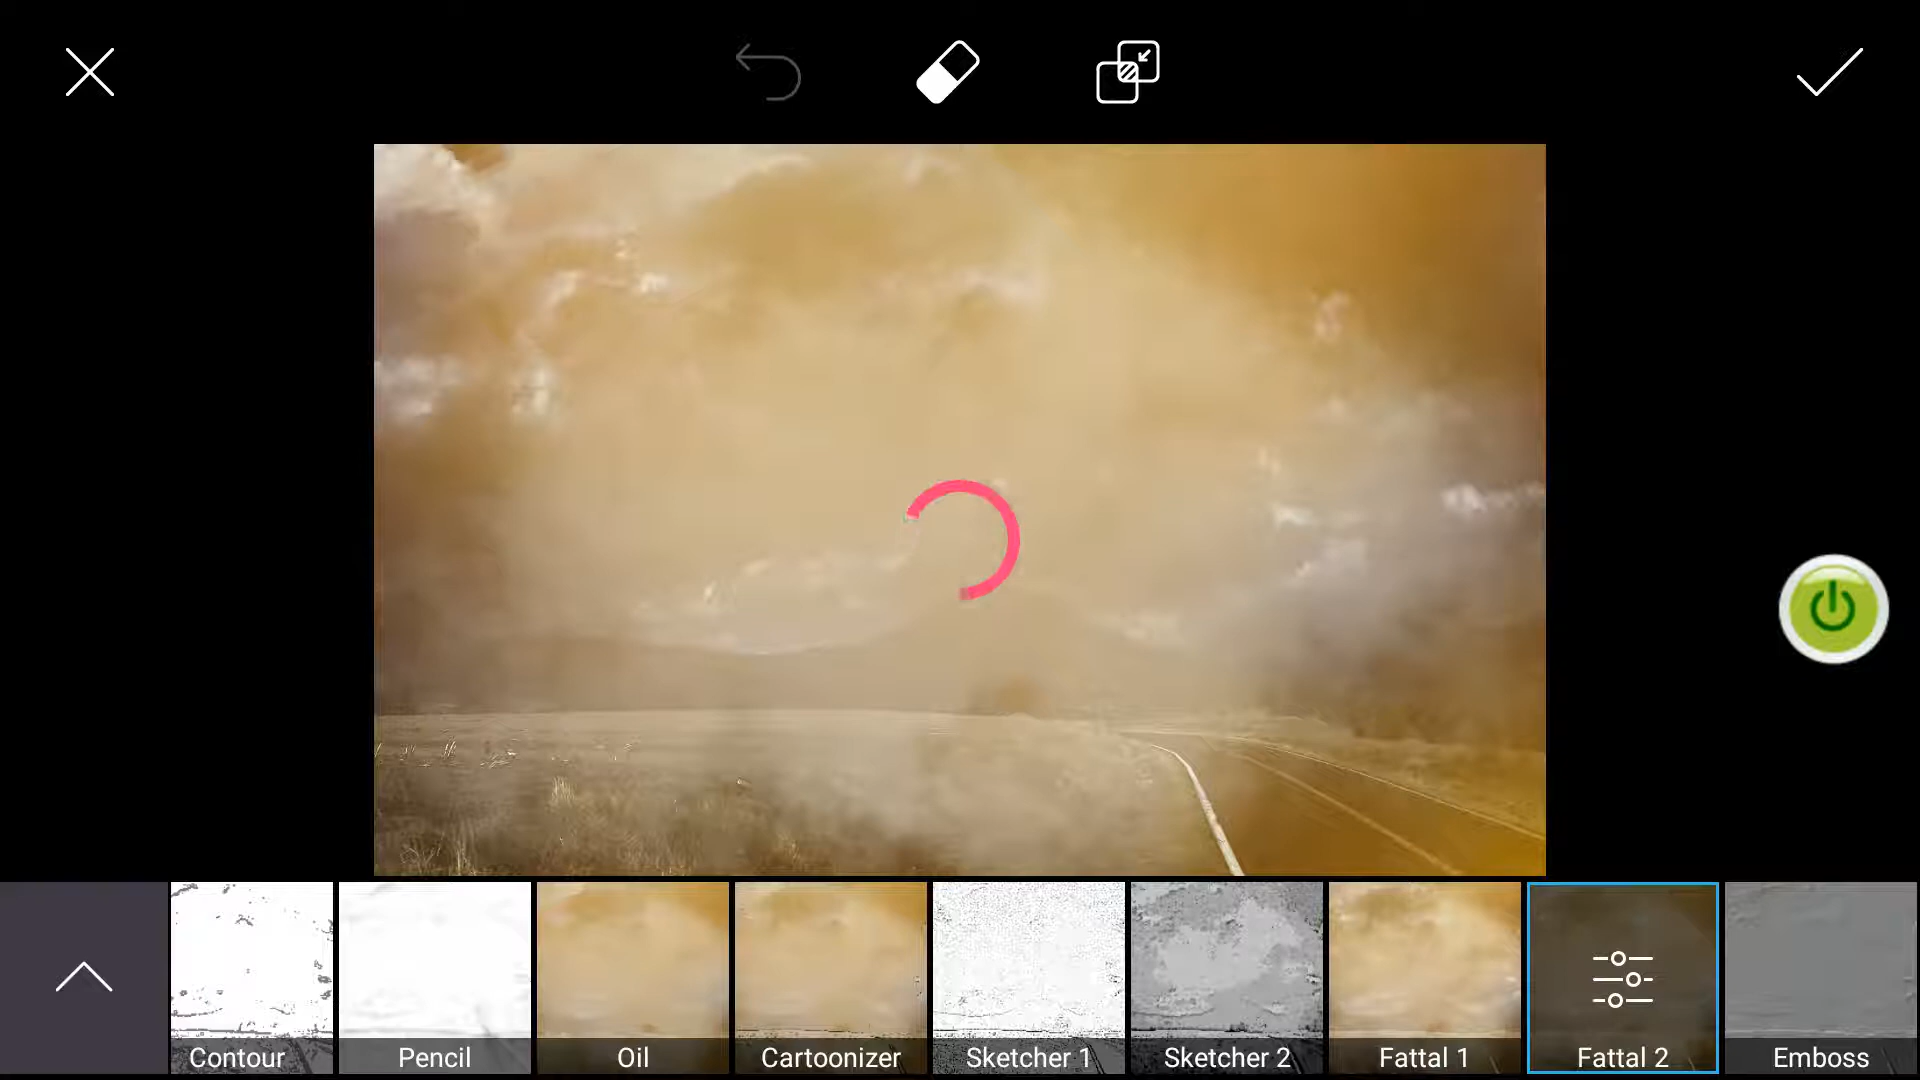 Contour
Pencil
Oil
Cartoonizer
Sketcher 1
Sketcher 2
Fattal 1
Fattal 2
Emboss